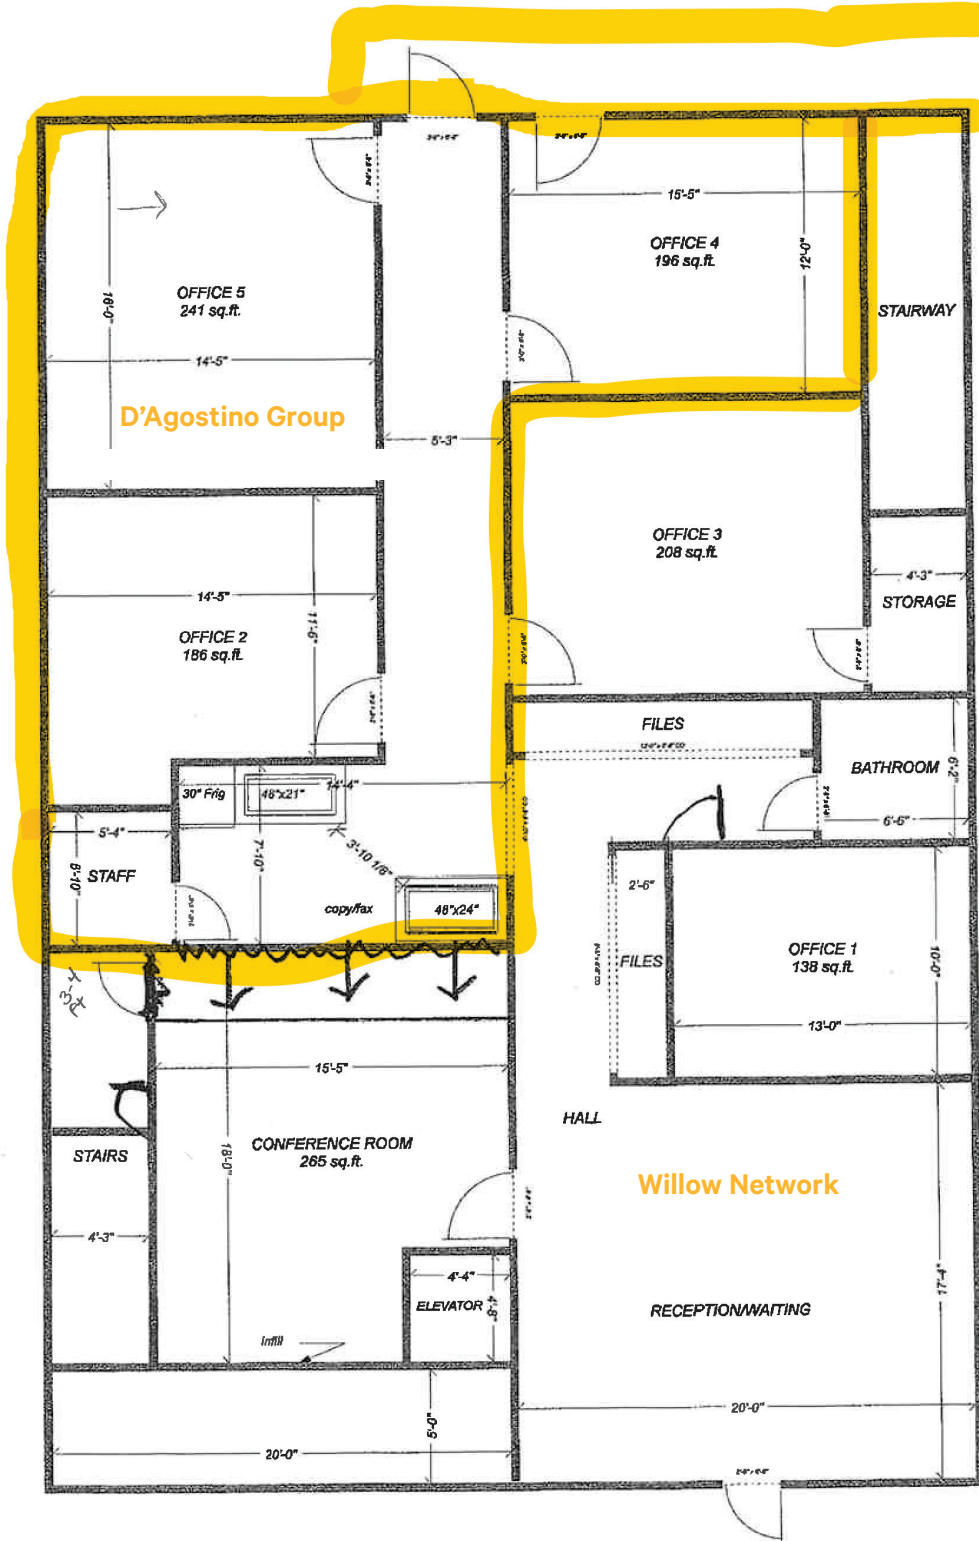 15'-5"
OFFICE 4
196 sq.ft.
12'-0"
OFFICE 5
241 sq.ft.
STAIRWAY
14'-5"
D'Agostino Group
5'-3"
OFFICE 3
208 sq.ft.
4'-3"
STORAGE
14'-5"
11'-6"
OFFICE 2
186 sq.ft.
FILES
BATHROOM
6'-2"
6'-6"
30" Frig
48"x21"
14'-4"
5'-4"
7'-10"
STAFF
3'-10 1/8"
copy/fax
48"x24"
2'-6"
FILES
OFFICE 1
138 sq.ft.
10'-0"
13'-0"
15'-5"
HALL
CONFERENCE ROOM
265 sq.ft.
18'-0"
STAIRS
Willow Network
4'-3"
4'-4"
ELEVATOR
4'-8"
17'-4"
RECEPTION/WAITING
infill
20'-0"
5'-0"
20'-0"